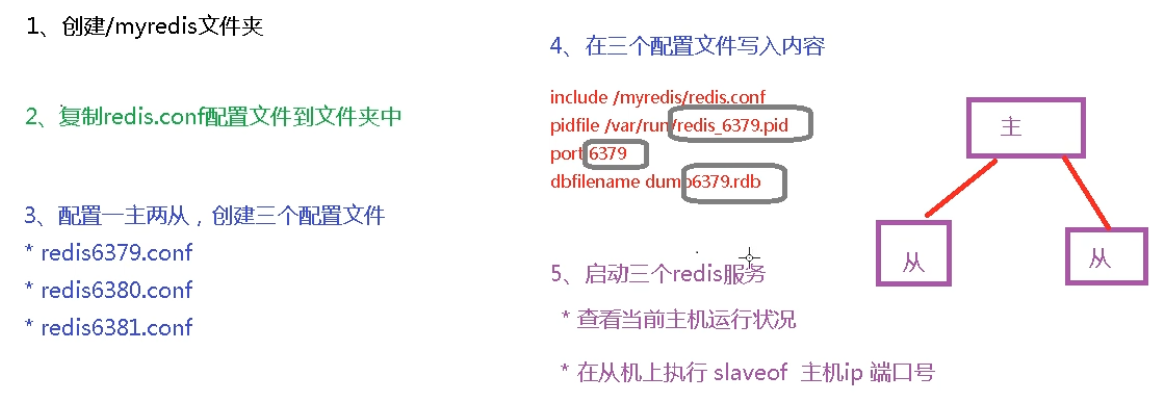 1、创建/myredis文件夹
2、复制redis.conf配置文件到文件夹中
3、配置一主两从，创建三个配置文件
* redis6379.conf
* redis6380.conf
* redis6381.conf
4、在三个配置文件写入内容
include /myredis/redis.conf
pidfile /var/run/redis_6379.pid
port 6379
dbfilename dump6379.rdb
5、启动三个redis服务
* 查看当前主机运行状况
* 在从机上执行 slaveof 主机ip 端口号
主
从
从